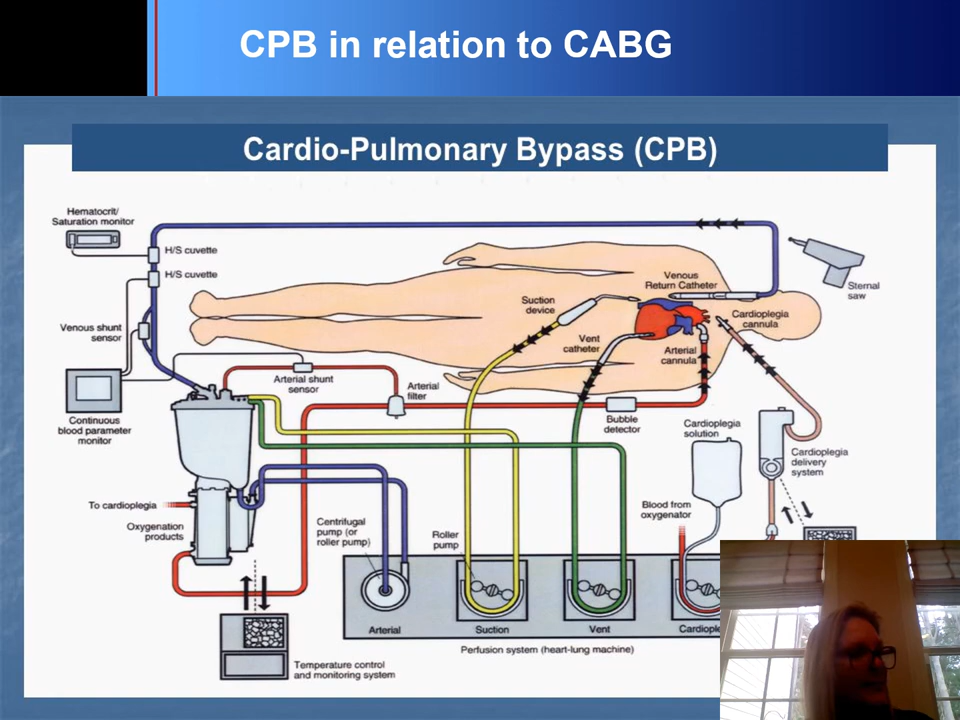 CPB in relation to CABG
Cardio-Pulmonary Bypass (CPB)
Hematocrit/
Saturation monitor
H/S cuvette
H/S cuvette
Venous shunt
sensor
Continuous
blood parameter
monitor
Arterial shunt
sensor
Arterial
filter
Suction
device
Vent
catheter
Venous
Return Catheter
Sternal
saw
Cardioplegia
cannula
Arterial
cannula
Bubble
detector
Cardioplegia
solution
Cardioplegia
delivery
system
To cardioplegia
Oxygenation
products
Centrifugal
pump (or
roller pump)
Roller
pump
Blood from
oxygenator
Arterial
Suction
Vent
Cardiopl
Perfusion system (heart-lung machine)
Temperature control
and monitoring system